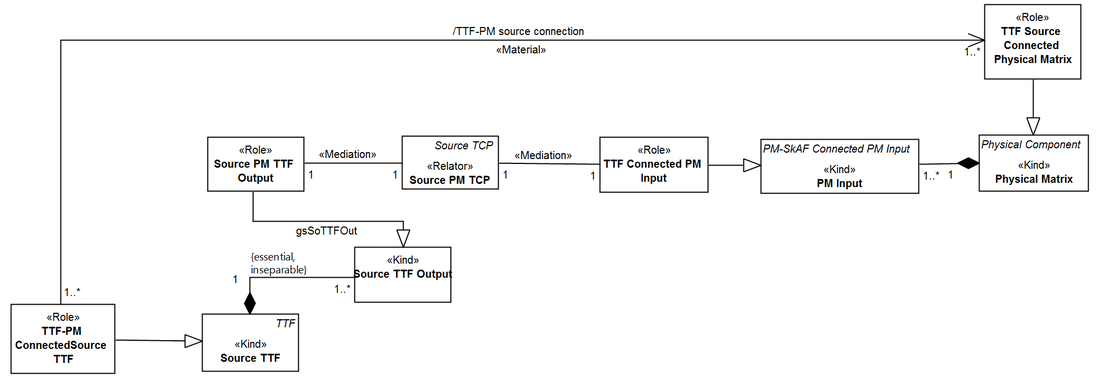 /TTF-PM source connection
«Material»
1..*
«Role»
TTF Source
Connected
Physical Matrix
«Role»
Source PM TTF
Output
«Mediation»
1
1
Source TCP
«Relator»
Source PM TCP
«Mediation»
1
1
«Role»
TTF Connected PM
Input
PM-SkAF Connected PM Input
«Kind»
PM Input
1..*
1
Physical Component
«Kind»
Physical Matrix
gsSoTTFOut
{essential,
inseparable}
1
1..*
«Kind»
Source TTF Output
1..*
«Role»
TTF-PM
ConnectedSource
TTF
TTF
«Kind»
Source TTF